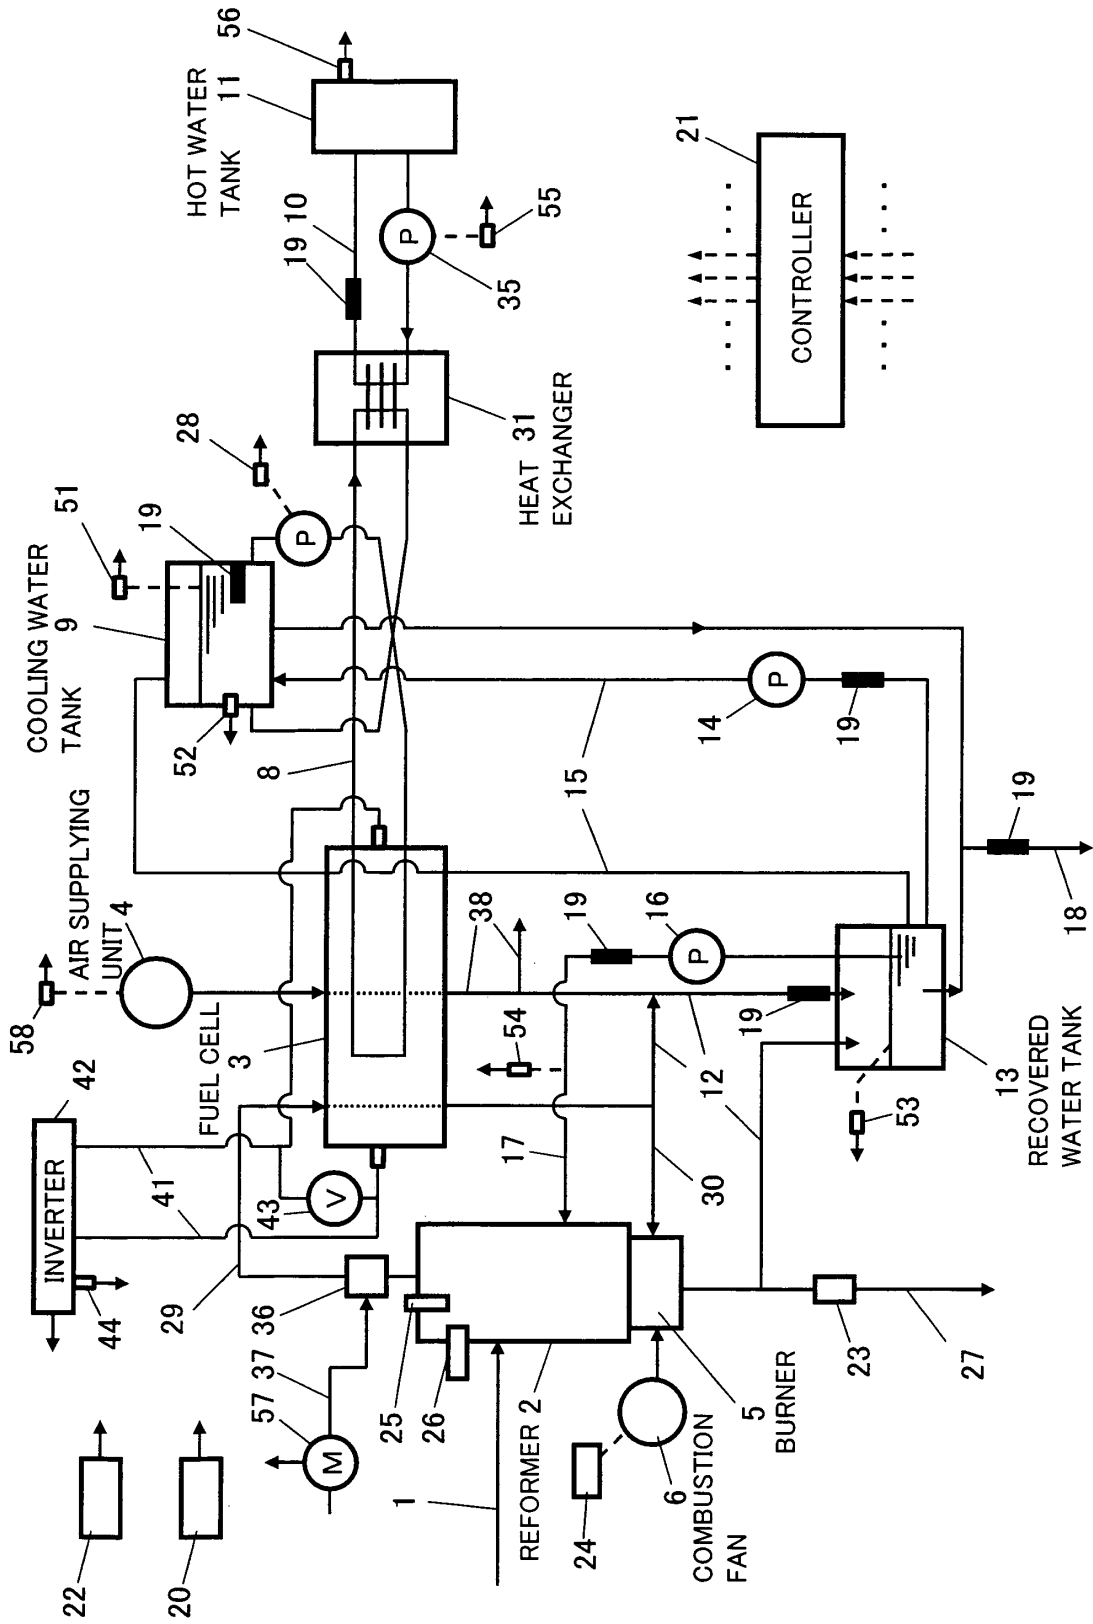 58
COOLING WATER
TANK 9
51
INVERTER
42
AIR SUPPLYING
UNIT 4
22
44
41
19
20
29
52
28
HOT WATER
TANK 11
56
FUEL CELL
3
57 37
36
43
8
19 10
P
M
V
25
1
P
26
38
17
54
35
REFORMER 2
HEAT 31
EXCHANGER
55
24
19
15
16
6
COMBUSTION
FAN
21
30
12
P
14
19
5
BURNER
P
CONTROLLER
23
19
53
27
13
RECOVERED
WATER TANK
19
18